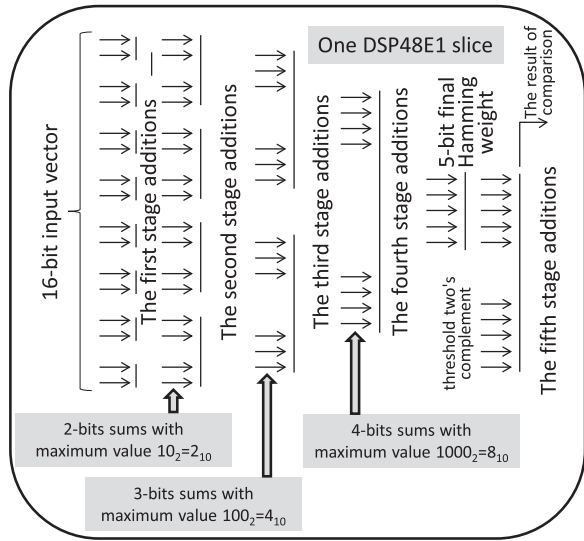 One DSP48E1 slice
16-bit input vector
The first stage additions
The second stage additions
The third stage additions
The fourth stage additions
5-bit final
Hamming
weight
The result of
comparison
threshold two's
complement
The fifth stage additions
2-bits sums with
maximum value 10₂=2₁₀
3-bits sums with
maximum value 100₂=4₁₀
4-bits sums with
maximum value 1000₂=8₁₀